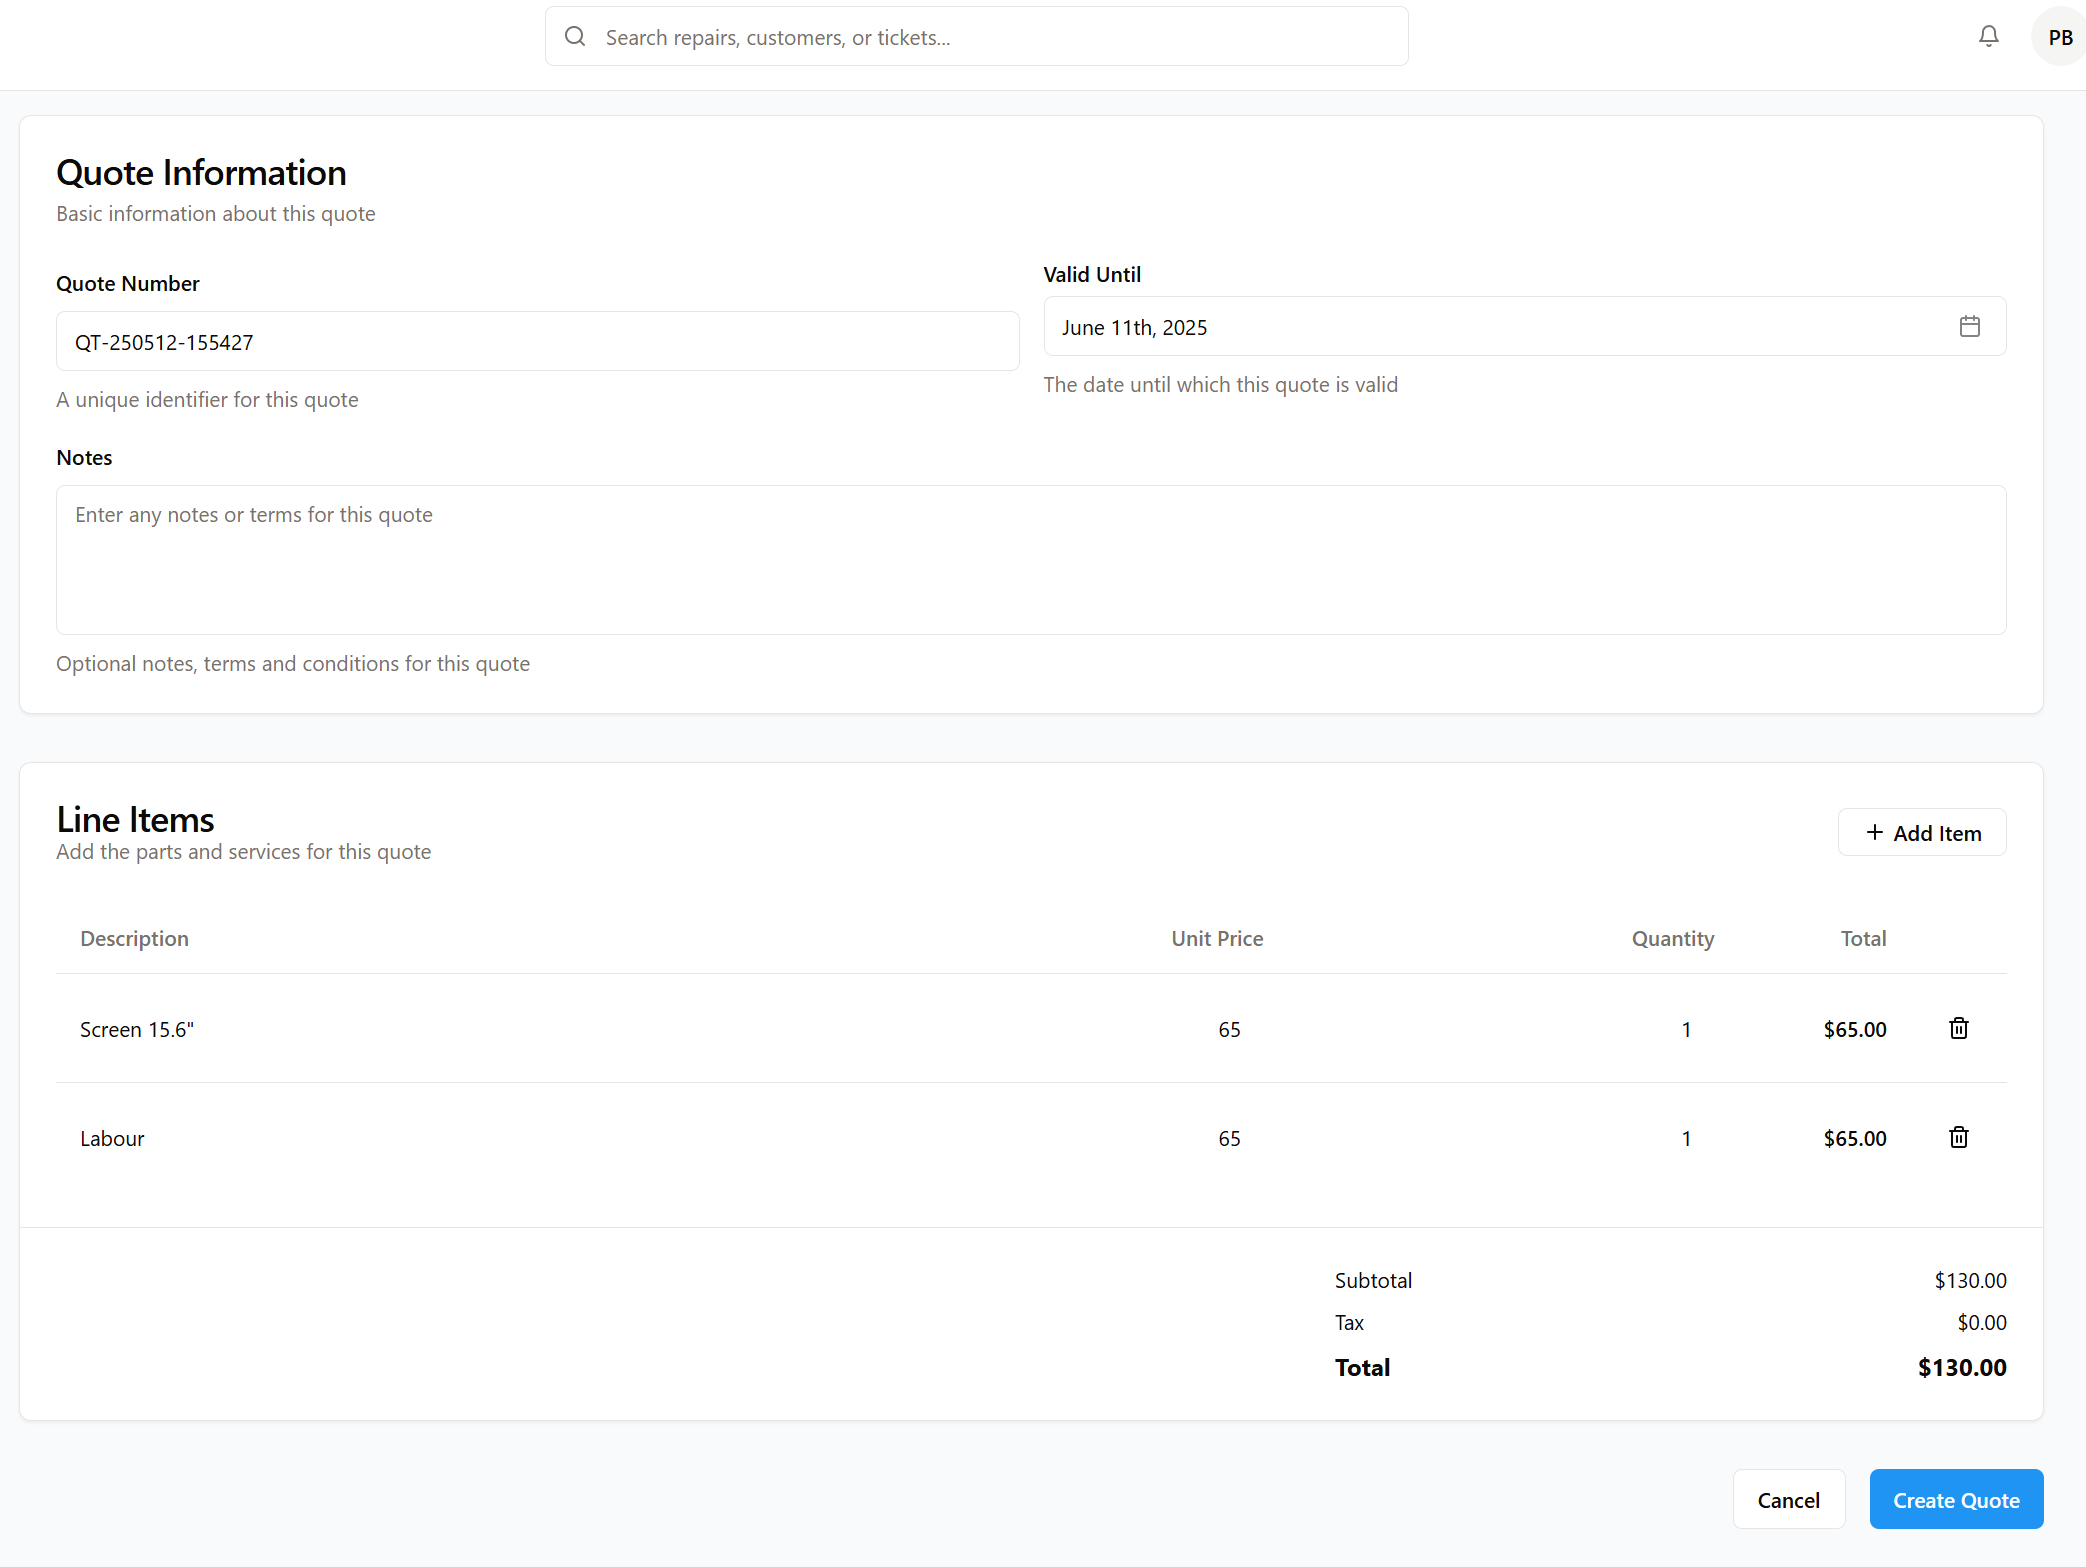 Search repairs, customers, or tickets...
PB
Quote Information
Basic information about this quote
Quote Number
Valid Until
QT-250512-155427
June 11th, 2025
A unique identifier for this quote
The date until which this quote is valid
Notes
Enter any notes or terms for this quote
Optional notes, terms and conditions for this quote
Line Items
Add the parts and services for this quote
Add Item
Description Unit Price Quantity Total
Screen 15.6" 65 1 $65.00
Labour 65 1 $65.00
Subtotal $130.00
Tax $0.00
Total $130.00
Cancel
Create Quote